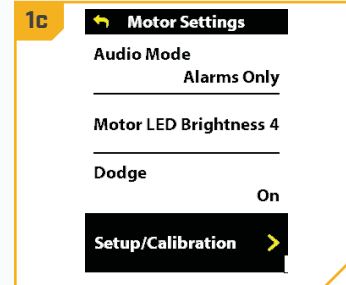 1c
Motor Settings
Audio Mode
Alarms Only
Motor LED Brightness 4
Dodge
On
Setup/Calibration